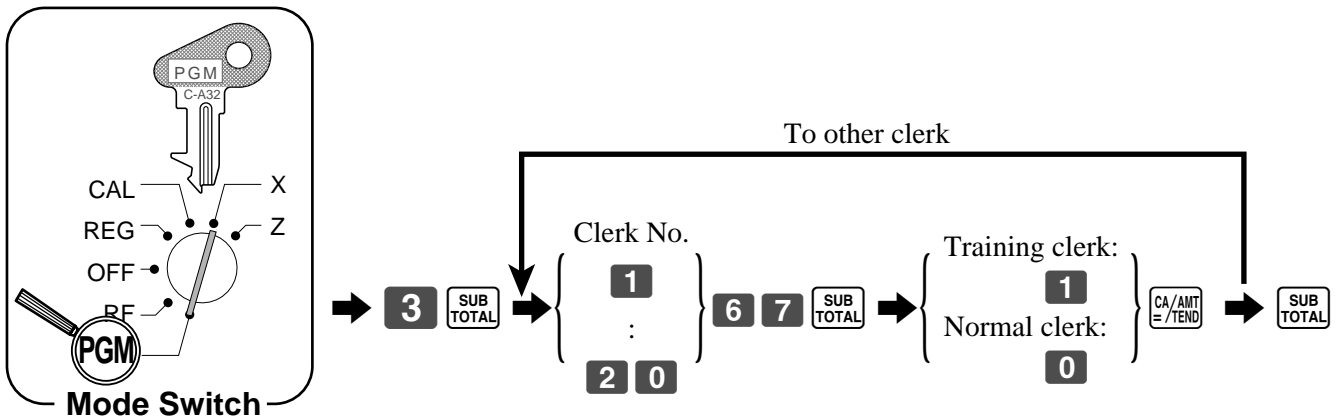 PGM
C-A32
CAL
X
REG
Z
OFF
RF
PGM
Mode Switch
To other clerk
3 SUB TOTAL
Clerk No.
1
:
2 0
6 7 SUB TOTAL
Training clerk:
1
Normal clerk:
0
CA/AMT
= /TEND
SUB
TOTAL